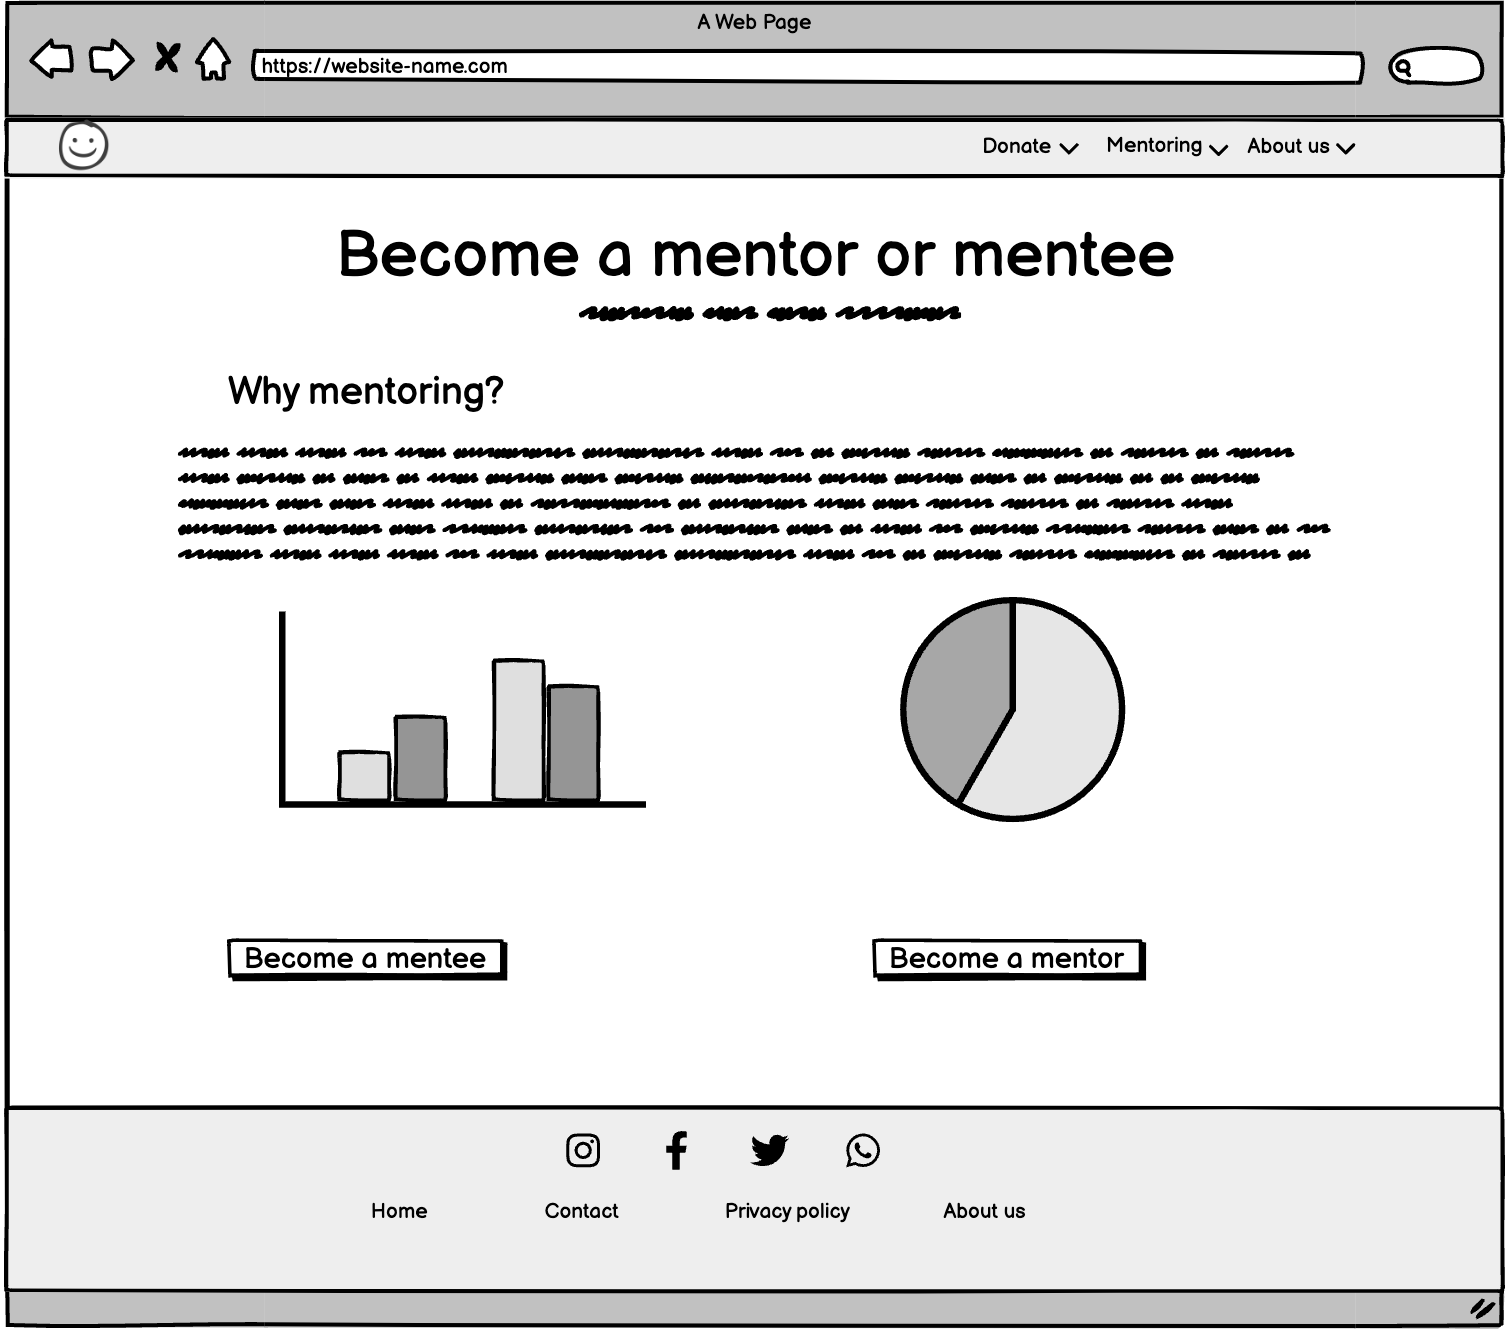 A Web Page
https://website-name.com
Donate Mentoring About us
Become a mentor or mentee
Why mentoring?
Become a mentee Become a mentor
Home Contact Privacy policy About us